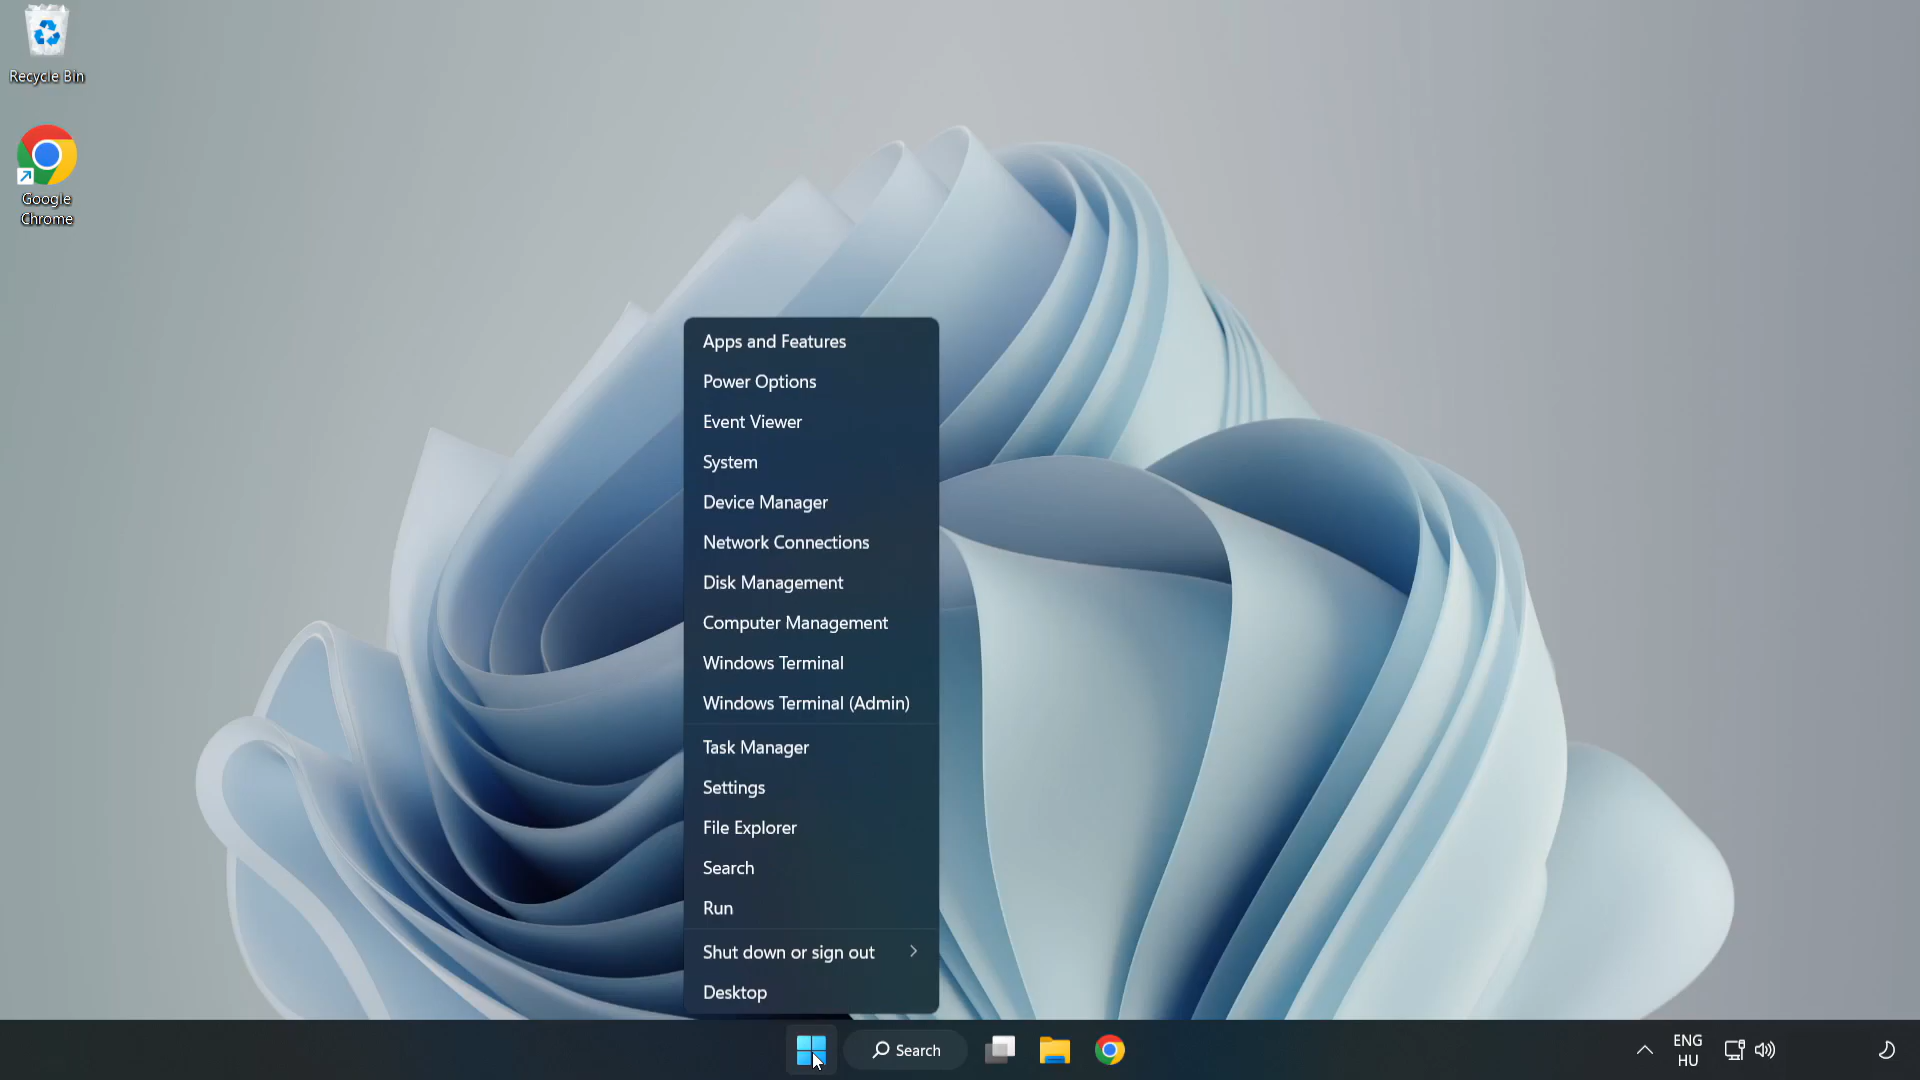 Recycle Bin
Google
Chrome
Apps and Features
Power Options
Event Viewer
System
Device Manager
Network Connections
Disk Management
Computer Management
Windows Terminal
Windows Terminal (Admin)
Task Manager
Settings
File Explorer
Search
Run
Shut down or sign out
Desktop
Search
ENG
HU